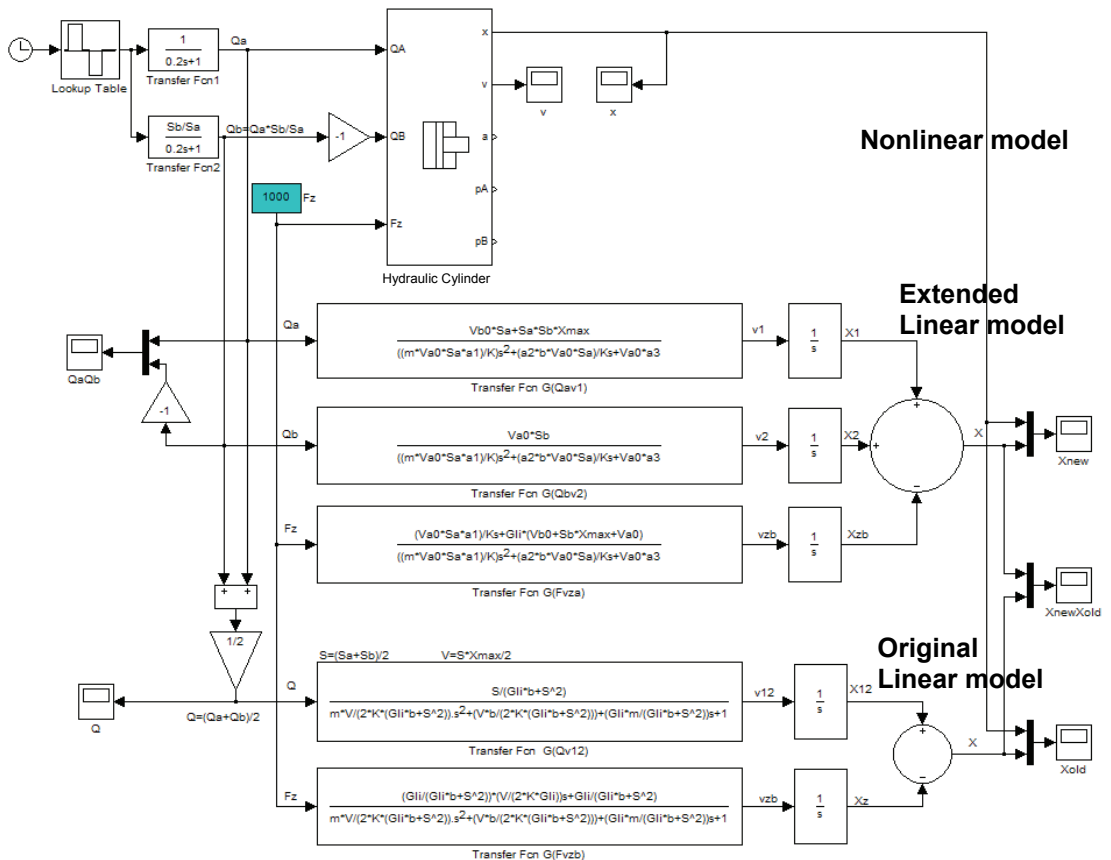 Lookup Table
1
0.2s+1
Transfer Fcn1
Qa
Sb/Sa
0.2s+1
Transfer Fcn2
Qb=Qa*Sb/Sa
-1
1000
Fz
QA
QB
Fz
x
v
a
pA
pB
Hydraulic Cylinder
v
x
Nonlinear model
Extended
Linear model
QaQb
-1
Qa
Vb0*Sa+Sa*Sb*Xmax
((m*Va0*Sa*a1)/K)s²+(a2*b*Va0*Sa)/Ks+Va0*a3
Transfer Fcn G(Qav1)
v1
1
s
X1
Qb
Va0*Sb
((m*Va0*Sa*a1)/K)s²+(a2*b*Va0*Sa)/Ks+Va0*a3
Transfer Fcn G(Qbv2)
v2
1
s
X2
+
+
−
X
Xnew
Fz
(Va0*Sa*a1)/Ks+Gli*(Vb0+Sb*Xmax+Va0)
((m*Va0*Sa*a1)/K)s²+(a2*b*Va0*Sa)/Ks+Va0*a3
Transfer Fcn G(Fvza)
vzb
1
s
Xzb
XnewXold
+ +
1/2
Q
Q=(Qa+Qb)/2
Original
Linear model
S=(Sa+Sb)/2 V=S*Xmax/2
Q
S/(Gli*b+S^2)
m*V/(2*K*(Gli*b+S^2)).s²+(V*b/(2*K*(Gli*b+S^2)))+(Gli*m/(Gli*b+S^2))s+1
Transfer Fcn G(Qv12)
v12
1
s
X12
+
−
X
Xold
Fz
(Gli/(Gli*b+S^2))*(V/(2*K*Gli))s+Gli/(Gli*b+S^2)
m*V/(2*K*(Gli*b+S^2)).s²+(V*b/(2*K*(Gli*b+S^2)))+(Gli*m/(Gli*b+S^2))s+1
Transfer Fcn G(Fvzb)
vzb
1
s
Xz